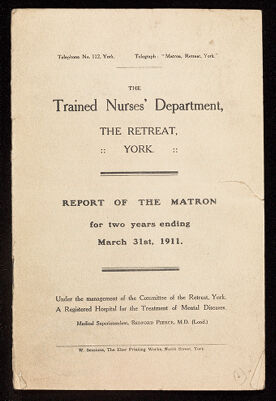 Telephone No. 112, York. Telegraph: "Matron, Retreat, York."
THE
Trained Nurses' Department,
THE RETREAT,
:: YORK. ::
REPORT OF THE MATRON
for two years ending
March 31st, 1911.
Under the management of the Committee of the Retreat, York.
A Registered Hospital for the Treatment of Mental Diseases.
Medical Superintendent, BEDFORD PIERCE, M.D. (Lond.)
W. Sessions, The Ebor Printing Works, North Street, York